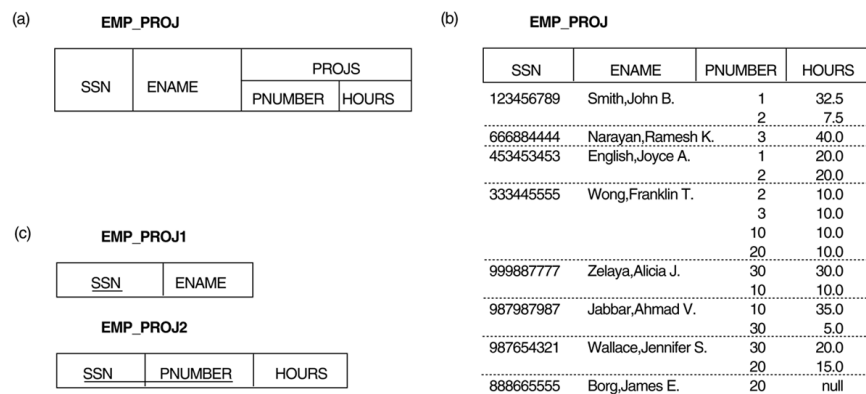 (a) EMP_PROJ
PROJS
SSN ENAME
PNUMBER HOURS
(c) EMP_PROJ1
SSN ENAME
EMP_PROJ2
SSN PNUMBER HOURS
(b) EMP_PROJ
SSN ENAME PNUMBER HOURS
123456789 Smith,John B. 1 32.5
2 7.5
666884444 Narayan,Ramesh K. 3 40.0
453453453 English,Joyce A. 1 20.0
2 20.0
333445555 Wong,Franklin T. 2 10.0
3 10.0
10 10.0
20 10.0
999887777 Zelaya,Alicia J. 30 30.0
10 10.0
987987987 Jabbar,Ahmad V. 10 35.0
30 5.0
987654321 Wallace,Jennifer S. 30 20.0
20 15.0
888665555 Borg,James E. 20 null